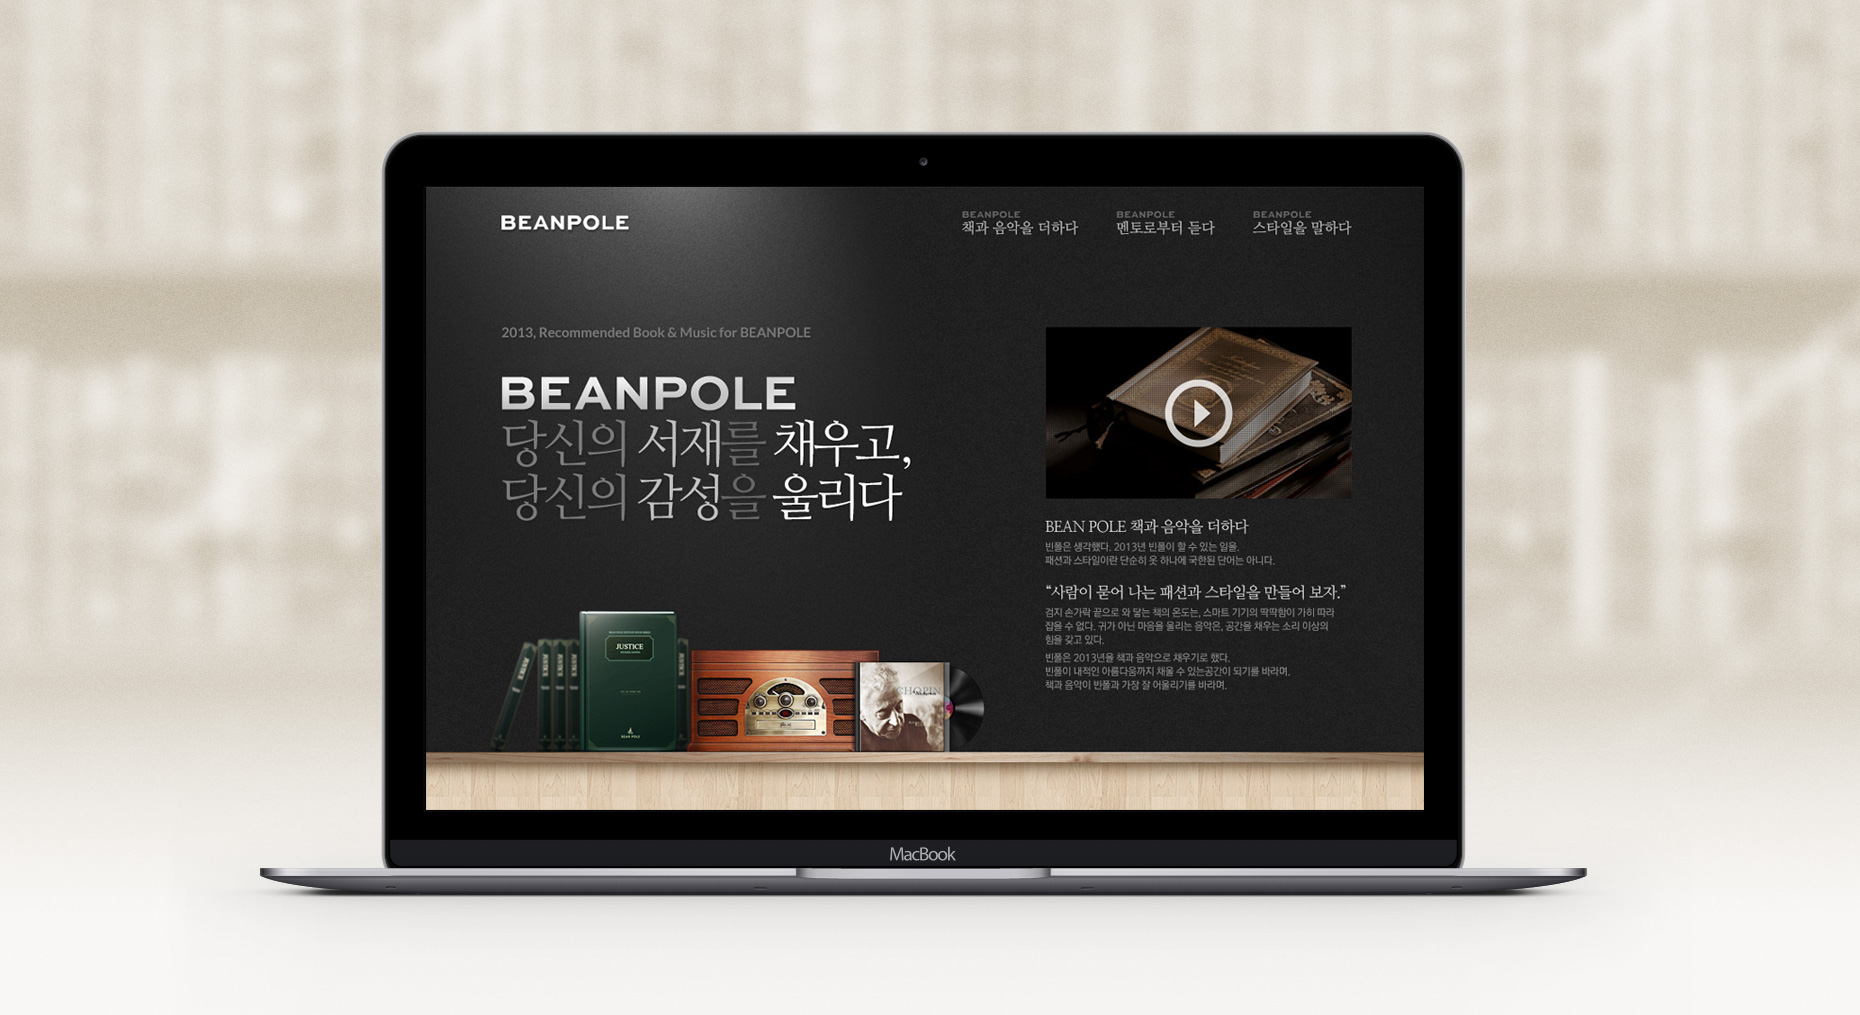 BEANPOLE
BEANPOLE
책과 음악을 더하다
BEANPOLE
멘토로부터 듣다
BEANPOLE
스타일을 말하다
2013, Recommended Book & Music for BEANPOLE
BEANPOLE
당신의 서재를 채우고,
당신의 감성을 울리다
BEAN POLE 책과 음악을 더하다
빈폴은 생각했다. 2013년 빈폴이 할 수 있는 일을.
패션과 스타일이란 단순히 옷 하나에 국한된 단어는 아니다.
“사람이 묻어 나는 패션과 스타일을 만들어 보자.”
검지 손가락 끝으로 와 닿는 책의 온도는, 스마트 기기의 딱딱함이 가히 따라
잡을 수 없다. 귀가 아닌 마음을 울리는 음악은, 공간을 채우는 소리 이상의
힘을 갖고 있다.
빈폴은 2013년을 책과 음악으로 채우기로 했다.
빈폴이 내적인 아름다움까지 채울 수 있는공간이 되기를 바라며.
책과 음악이 빈폴과 가장 잘 어울리기를 바라며.
JUSTICE
BEAN POLE
CHOPIN
MacBook